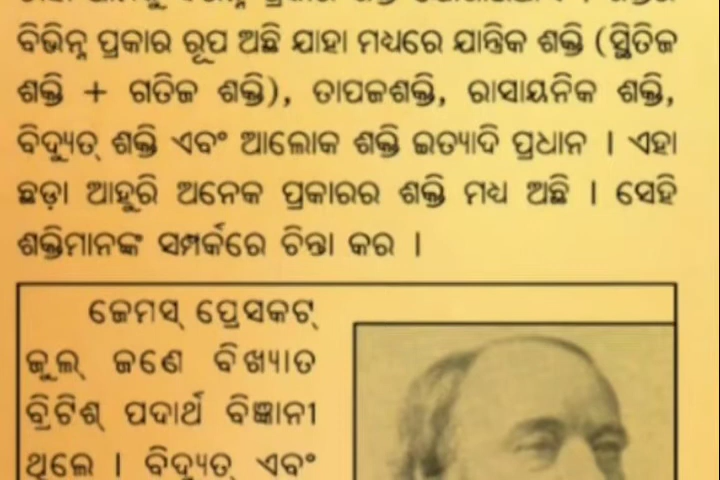 ବିଭିନ୍ନ ପ୍ରକାର ରୂପ ଅଛି ଯାହା ମଧ୍ୟରେ ଯାନ୍ତ୍ରିକ ଶକ୍ତି (ସ୍ଥିତିଜ
ଶକ୍ତି + ଗତିଜ ଶକ୍ତି), ତାପଜଶକ୍ତି, ରାସାୟନିକ ଶକ୍ତି,
ବିଦ୍ୟୁତ୍ ଶକ୍ତି ଏବଂ ଆଲୋକ ଶକ୍ତି ଇତ୍ୟାଦି ପ୍ରଧାନ । ଏହା
ଛଡ଼ା ଆହୁରି ଅନେକ ପ୍ରକାରର ଶକ୍ତି ମଧ୍ୟ ଅଛି । ସେହି
ଶକ୍ତିମାନଙ୍କ ସମ୍ପର୍କରେ ଚିନ୍ତା କର ।
ଜେମସ୍ ପ୍ରେସକଟ୍
ଜୁଲ୍ ଜଣେ ବିଖ୍ୟାତ
ବ୍ରିଟିଶ୍ ପଦାର୍ଥ ବିଜ୍ଞାନୀ
ଥିଲେ । ବିଦ୍ୟୁତ୍ ଏବଂ